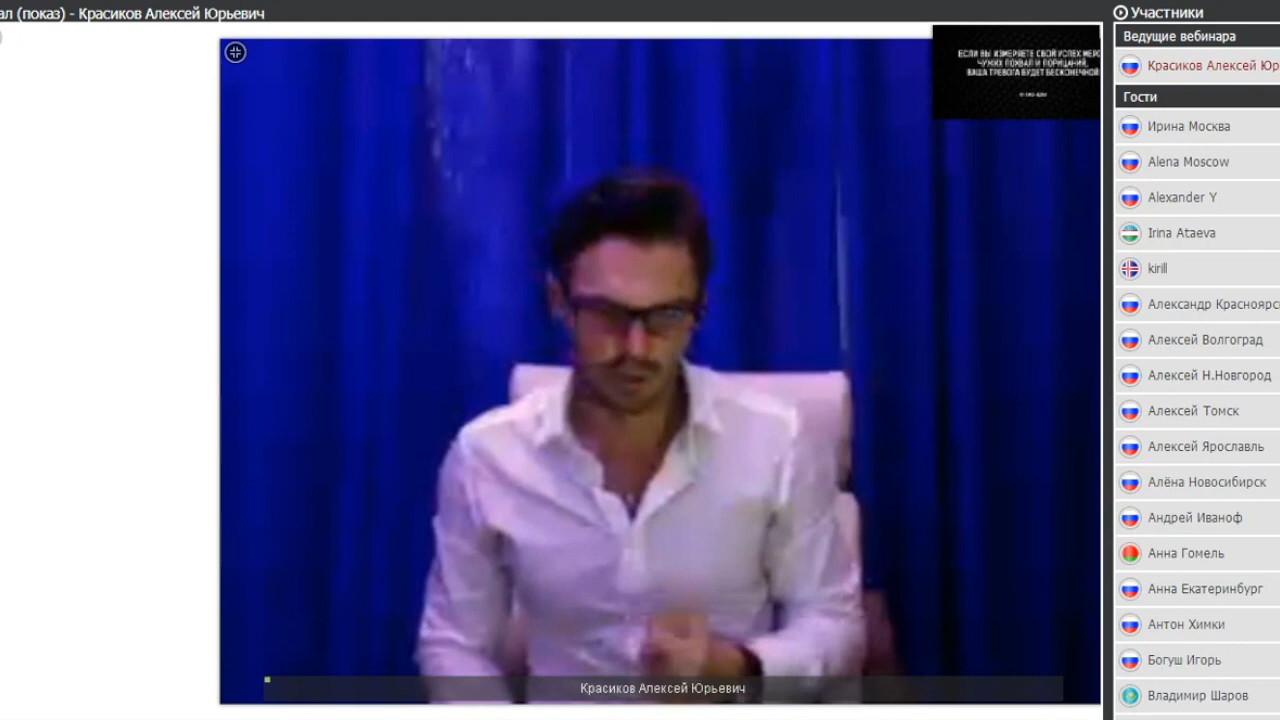 ал (показ) - Красиков Алексей Юрьевич
ЕСЛИ ВЫ ИЗМЕРЯЕТЕ СВОЙ УСПЕХ МЕРО
ЧУЖИХ ПОХВАЛ И ПОРИЦАНИЙ,
ВАША ТРЕВОГА БУДЕТ БЕСКОНЕЧНОЙ
Красиков Алексей Юрьевич
Участники
Ведущие вебинара
Красиков Алексей Юр
Гости
Ирина Москва
Alena Moscow
Alexander Y
Irina Ataeva
kirill
Александр Краснояpс
Алексей Волгоград
Алексей Н.Новгород
Алексей Томск
Алексей Ярославль
Алёна Новосибирск
Андрей Иваноф
Анна Гомель
Анна Екатеринбург
Антон Химки
Богуш Игорь
Владимир Шаров